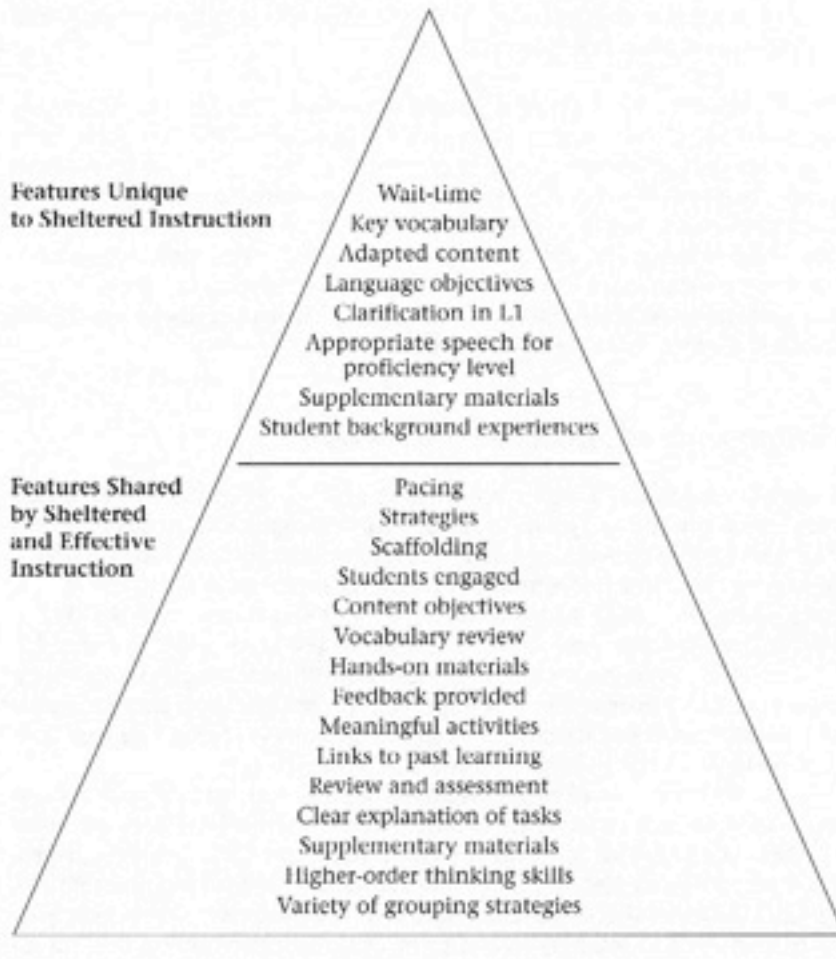 Features Unique
to Sheltered Instruction
Wait-time
Key vocabulary
Adapted content
Language objectives
Clarification in L1
Appropriate speech for
proficiency level
Supplementary materials
Student background experiences
Features Shared
by Sheltered
and Effective
Instruction
Pacing
Strategies
Scaffolding
Students engaged
Content objectives
Vocabulary review
Hands-on materials
Feedback provided
Meaningful activities
Links to past learning
Review and assessment
Clear explanation of tasks
Supplementary materials
Higher-order thinking skills
Variety of grouping strategies